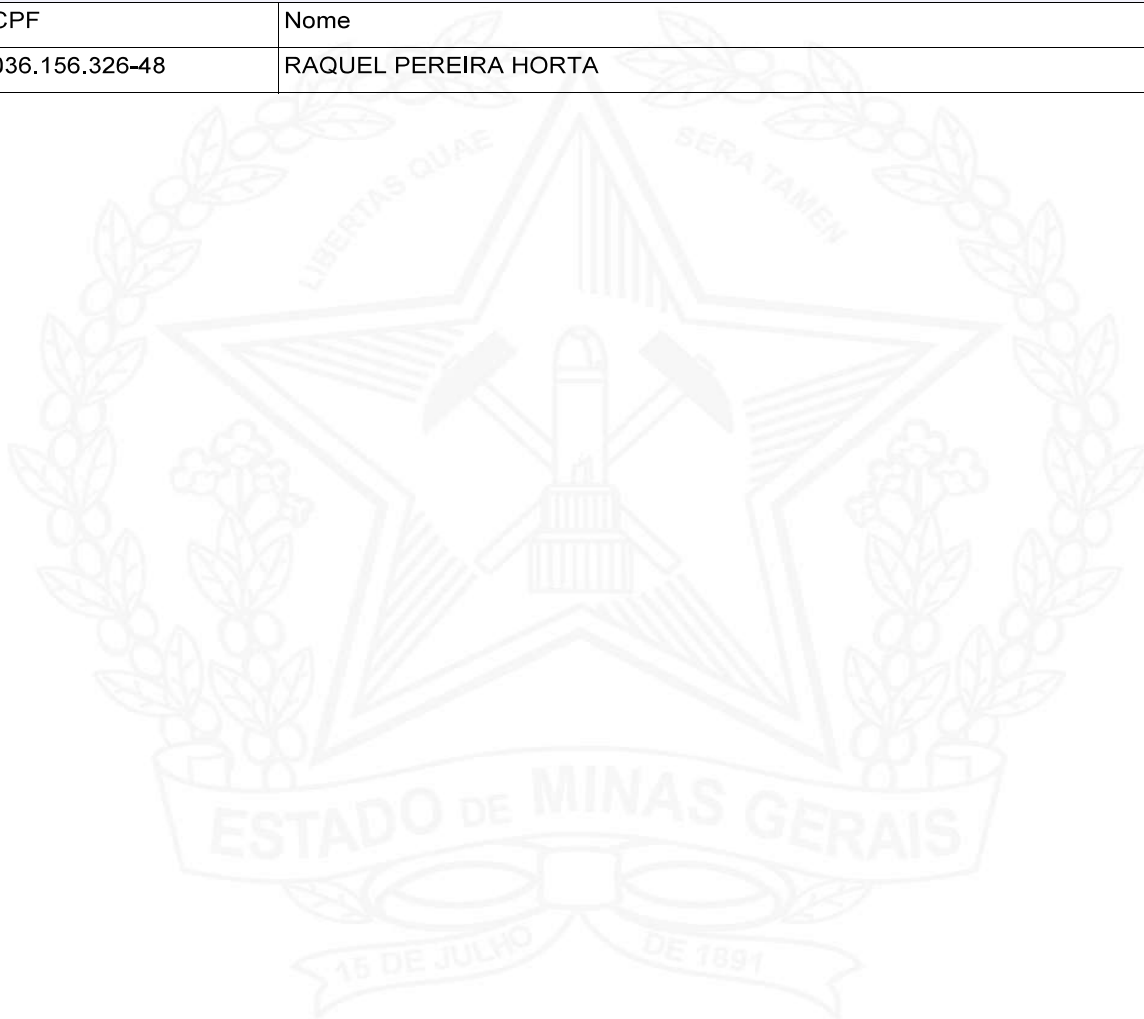 CPF Nome
036.156.326-48 RAQUEL PEREIRA HORTA
LIBERTAS QUAE SERA TAMEN
ESTADO DE MINAS GERAIS
15 DE JULHO DE 1891